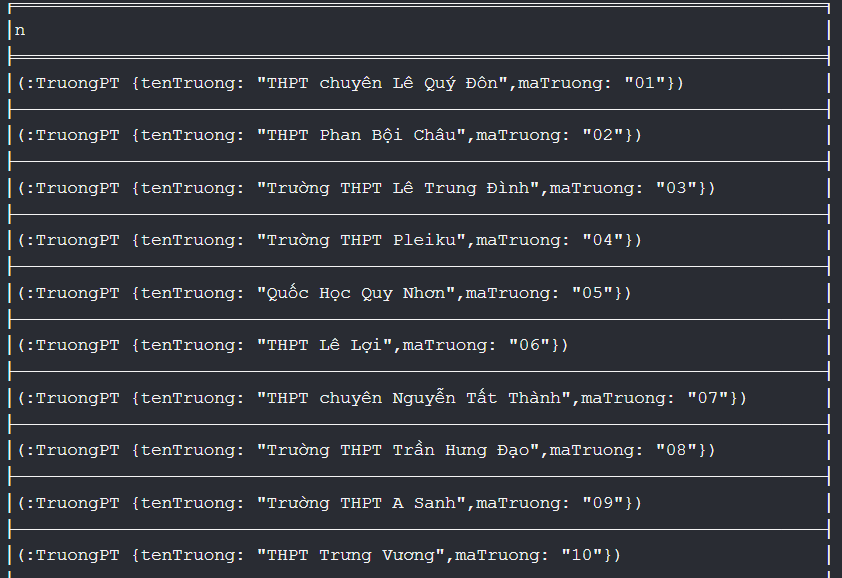 n
(:TruongPT {tenTruong: "THPT chuyên Lê Quý Đôn",maTruong: "01"})
(:TruongPT {tenTruong: "THPT Phan Bội Châu",maTruong: "02"})
(:TruongPT {tenTruong: "Trường THPT Lê Trung Đình",maTruong: "03"})
(:TruongPT {tenTruong: "Trường THPT Pleiku",maTruong: "04"})
(:TruongPT {tenTruong: "Quốc Học Quy Nhơn",maTruong: "05"})
(:TruongPT {tenTruong: "THPT Lê Lợi",maTruong: "06"})
(:TruongPT {tenTruong: "THPT chuyên Nguyễn Tất Thành",maTruong: "07"})
(:TruongPT {tenTruong: "Trường THPT Trần Hưng Đạo",maTruong: "08"})
(:TruongPT {tenTruong: "Trường THPT A Sanh",maTruong: "09"})
(:TruongPT {tenTruong: "THPT Trưng Vương",maTruong: "10"})